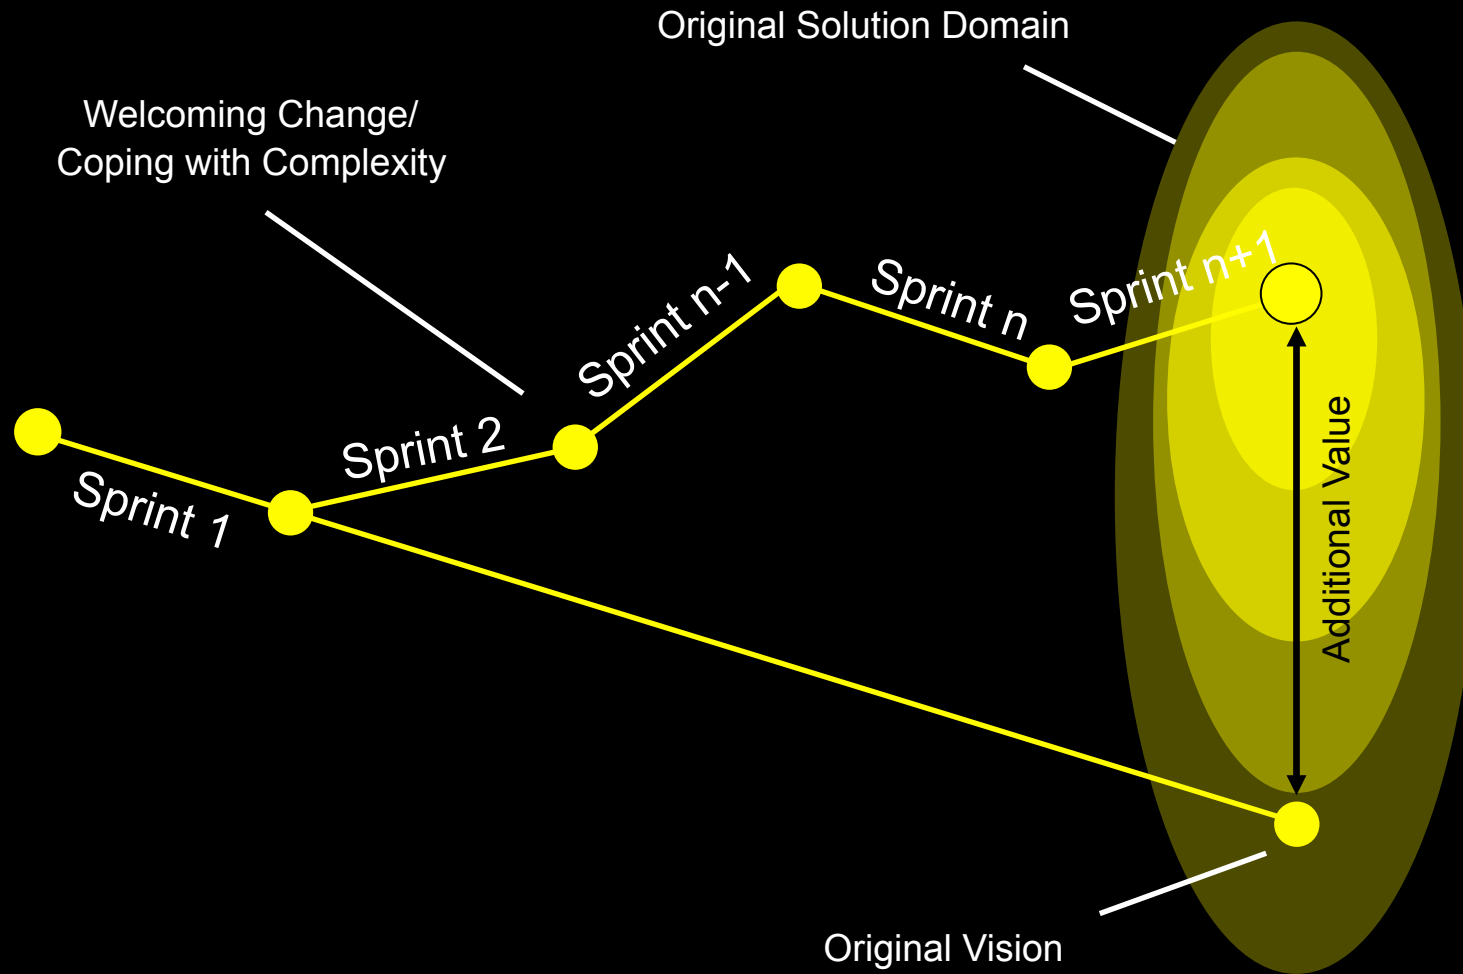 Original Solution Domain
Welcoming Change/
Coping with Complexity
Sprint 1
Sprint 2
Sprint n-1
Sprint n
Sprint n+1
Additional Value
Original Vision